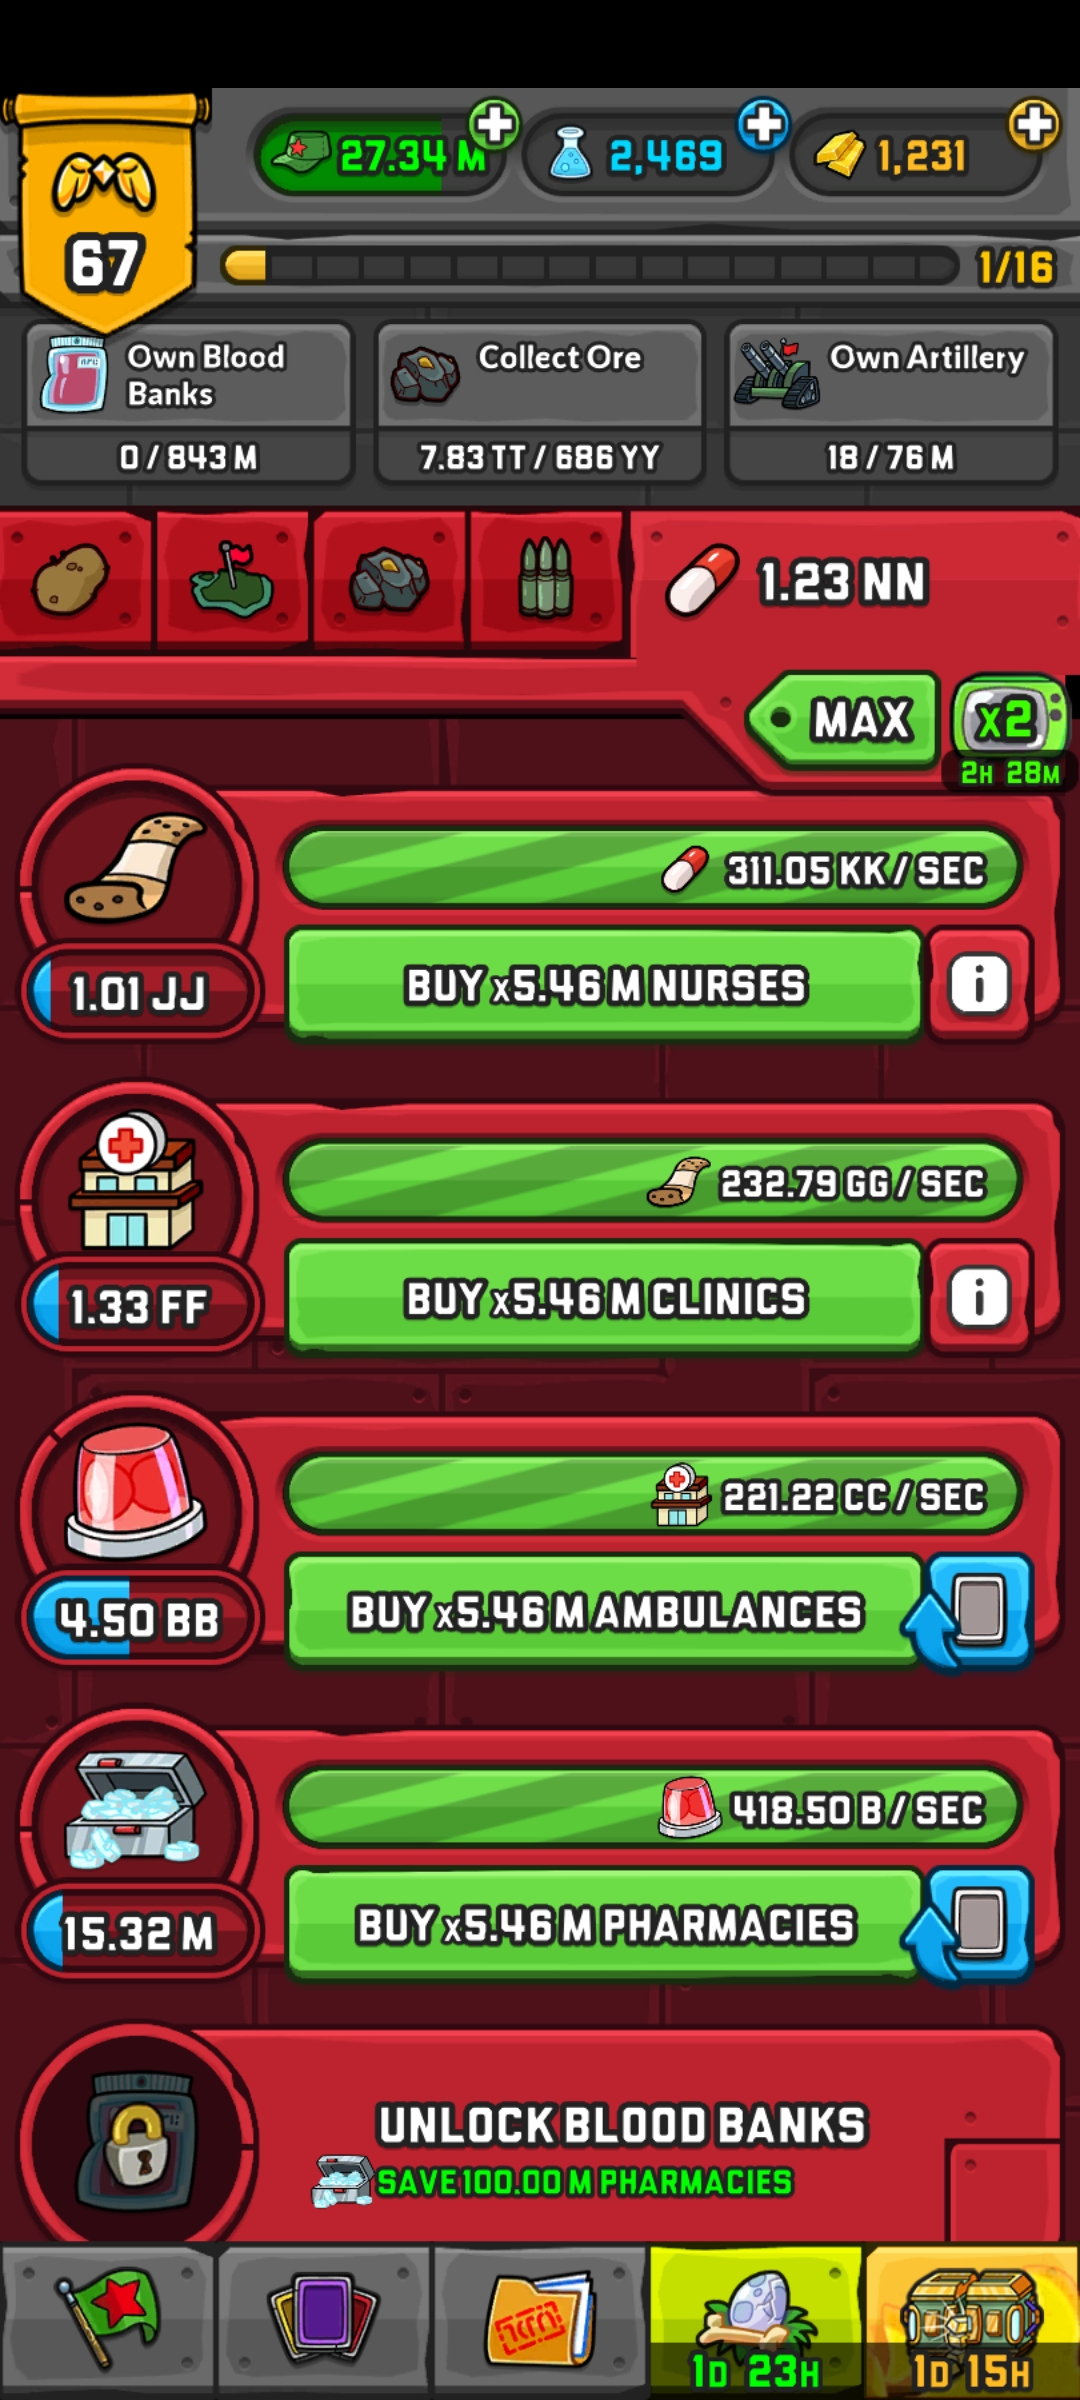 27.34 M
2,469
1,231
67
1/16
Own Blood
Banks
Collect Ore
Own Artillery
0 / 843 M
7.83 TT / 686 YY
18 / 76 M
1.23 NN
MAX
x2
2H 28M
311.05 KK / SEC
1.01 JJ
BUY x5.46 M NURSES
i
232.79 GG / SEC
1.33 FF
BUY x5.46 M CLINICS
i
221.22 CC / SEC
4.50 BB
BUY x5.46 M AMBULANCES
418.50 B / SEC
15.32 M
BUY x5.46 M PHARMACIES
UNLOCK BLOOD BANKS
SAVE 100.00 M PHARMACIES
1D 23H
1D 15H